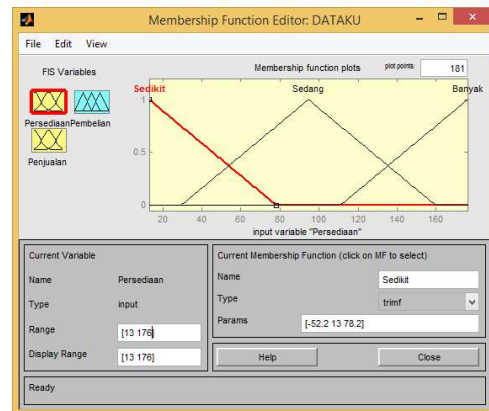 Membership Function Editor: DATAKU
File Edit View
FIS Variables
Persediaan Pembelian
Penjualan
Membership function plots
plot points:
181
Sedikit Sedang Banyak
1
0.5
0
20 40 60 80 100 120 140 160
input variable "Persediaan"
Current Variable
Name Persediaan
Type input
Range [13 176]
Display Range [13 176]
Current Membership Function (click on MF to select)
Name Sedikit
Type trimf
Params [-52.2 13 78.2]
Help Close
Ready